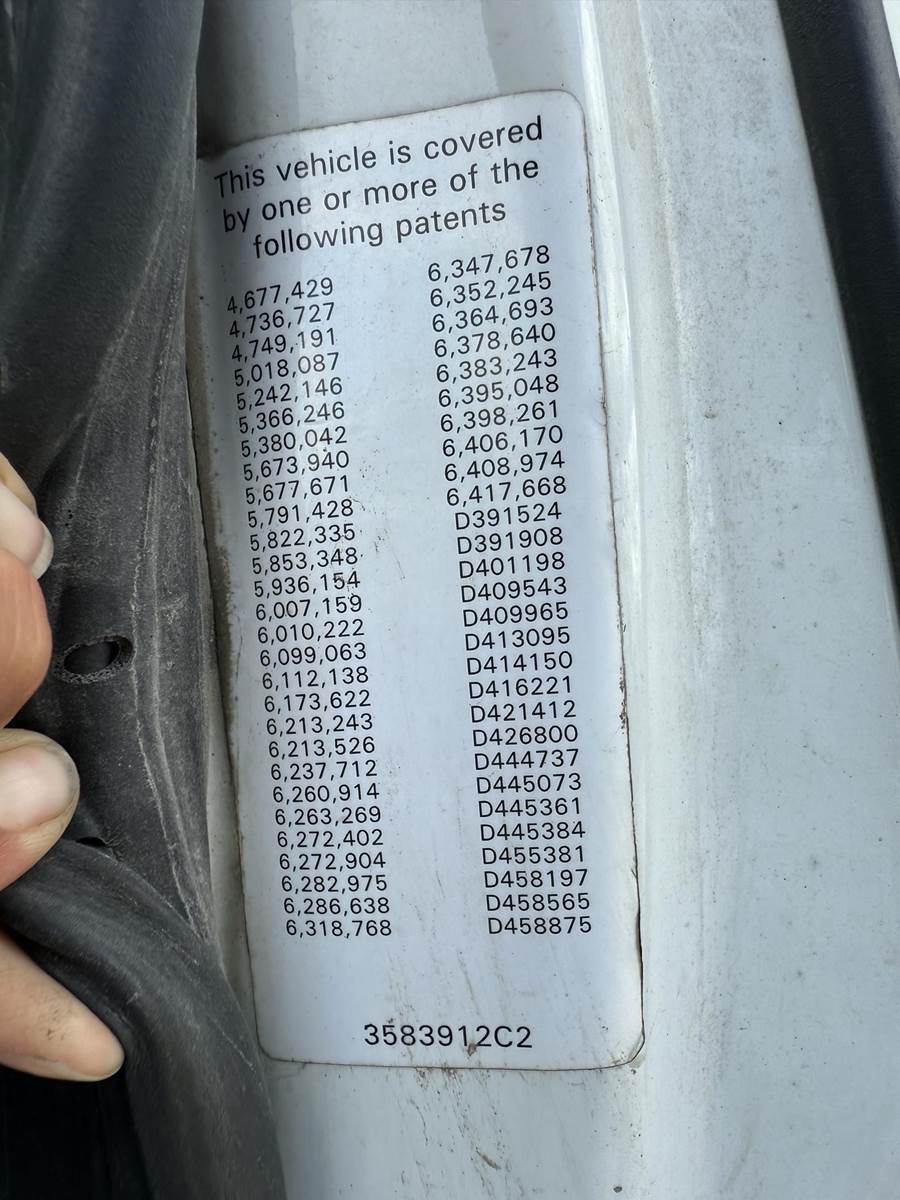 This vehicle is covered
by one or more of the
following patents
4,677,429
4,736,727
4,749,191
5,018,087
5,242,146
5,366,246
5,380,042
5,673,940
5,677,671
5,791,428
5,822,335
5,853,348
5,936,154
6,007,159
6,010,222
6,099,063
6,112,138
6,173,622
6,213,243
6,213,526
6,237,712
6,260,914
6,263,269
6,272,402
6,272,904
6,282,975
6,286,638
6,318,768
6,347,678
6,352,245
6,364,693
6,378,640
6,383,243
6,395,048
6,398,261
6,406,170
6,408,974
6,417,668
D391524
D391908
D401198
D409543
D409965
D413095
D414150
D416221
D421412
D426800
D444737
D445073
D445361
D445384
D455381
D458197
D458565
D458875
3583912C2